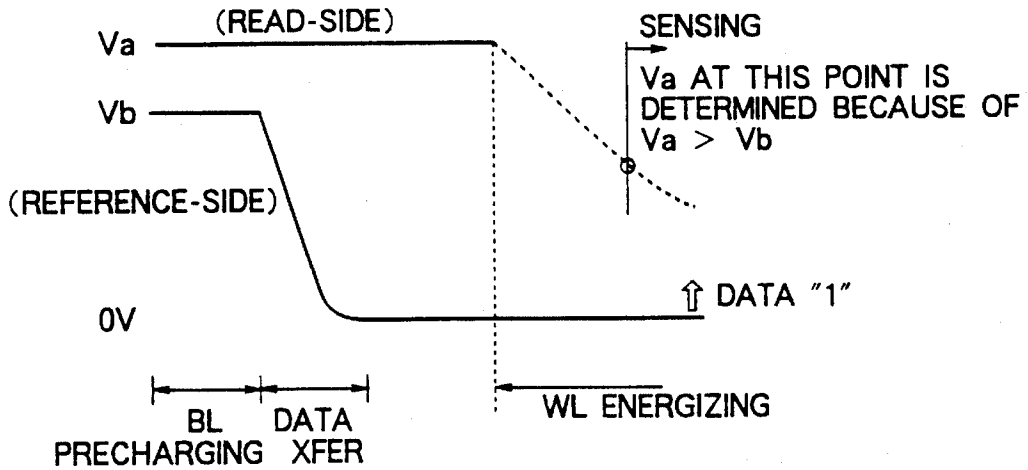 (READ-SIDE)
Va
SENSING
Va AT THIS POINT IS
DETERMINED BECAUSE OF
Va > Vb
Vb
(REFERENCE-SIDE)
0V
DATA "1"
BL
PRECHARGING
DATA
XFER
WL ENERGIZING